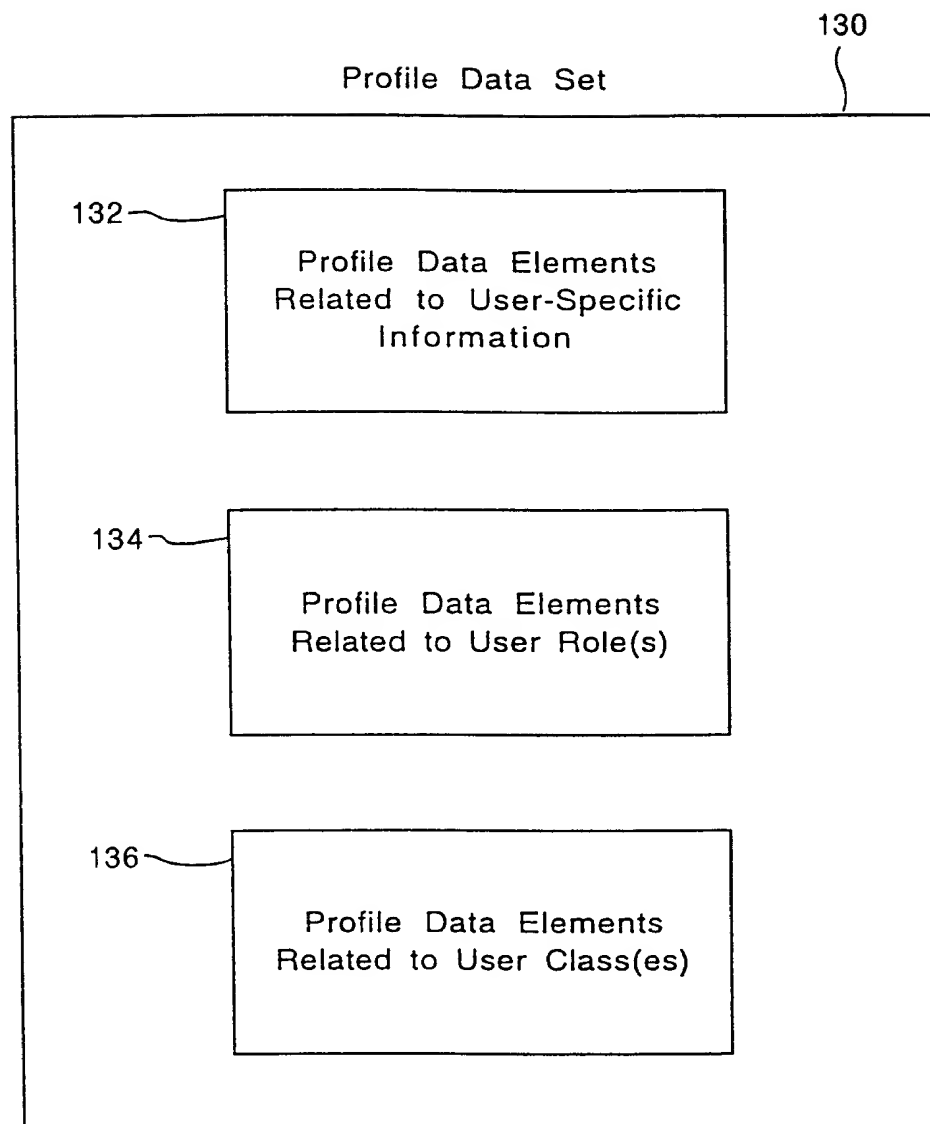 130
Profile Data Set
132
Profile Data Elements
Related to User-Specific
Information
134
Profile Data Elements
Related to User Role(s)
136
Profile Data Elements
Related to User Class(es)